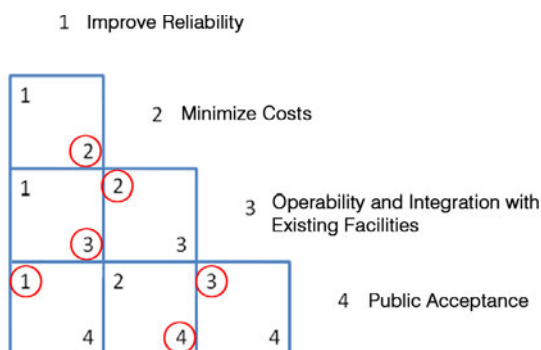 1 Improve Reliability
1
2 Minimize Costs
2
1 2
3 Operability and Integration with
Existing Facilities
3 3
1 2 3
4 Public Acceptance
4 4 4